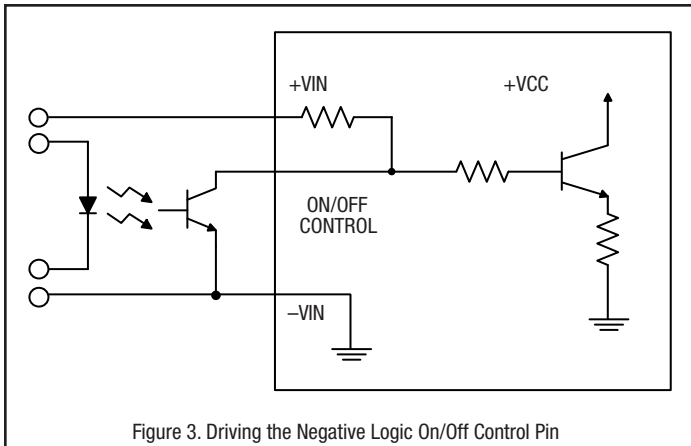 +VIN
+VCC
ON/OFF
CONTROL
–VIN
Figure 3. Driving the Negative Logic On/Off Control Pin